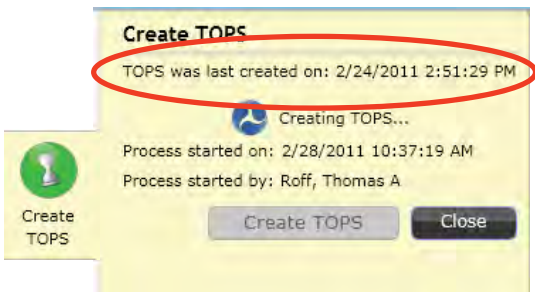 Create TOPS
TOPS was last created on: 2/24/2011 2:51:29 PM
Creating TOPS...
Process started on: 2/28/2011 10:37:19 AM
Process started by: Roff, Thomas A
Create TOPS
Close
Create
TOPS